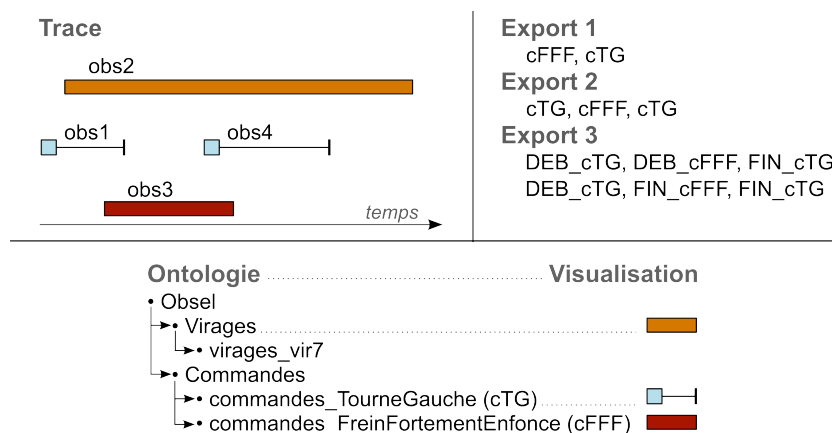 Trace
obs2
obs1
obs4
obs3
temps
Export 1
cFFF, cTG
Export 2
cTG, cFFF, cTG
Export 3
DEB_cTG, DEB_cFFF, FIN_cTG
DEB_cTG, FIN_cFFF, FIN_cTG
Ontologie Visualisation
• Obsel
• Virages
• virages_vir7
• Commandes
• commandes_TourneGauche (cTG)
• commandes_FreinFortementEnfonce (cFFF)